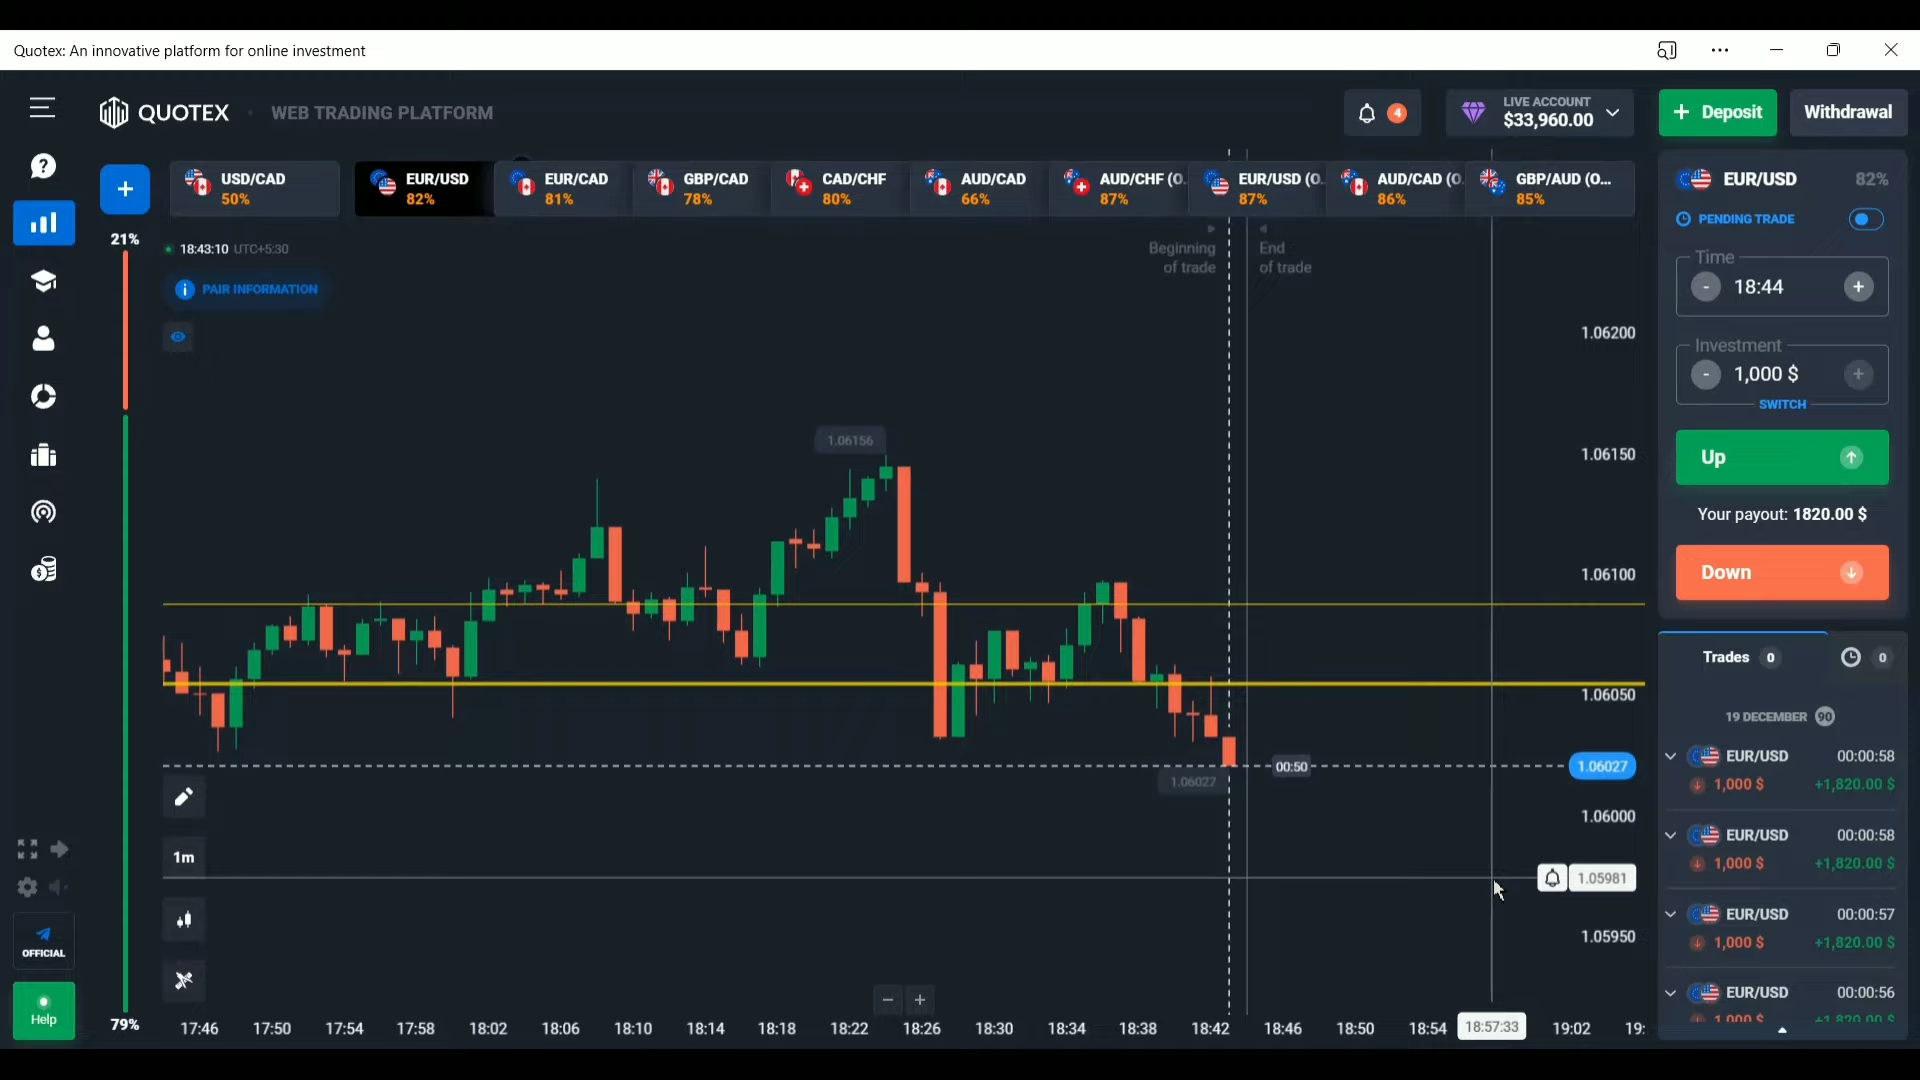 Quotex: An innovative platform for online investment
QUOTEX · WEB TRADING PLATFORM
4
LIVE ACCOUNT
$33,960.00
+ Deposit
Withdrawal
+
USD/CAD
50%
EUR/USD
82%
EUR/CAD
81%
GBP/CAD
78%
CAD/CHF
80%
AUD/CAD
66%
AUD/CHF (O.
87%
EUR/USD (O.
87%
AUD/CAD (O.
86%
GBP/AUD (O...
85%
EUR/USD 82%
PENDING TRADE
Time
- 18:44 +
Investment
- 1,000 $ +
SWITCH
Up
Your payout: 1820.00 $
Down
21%
79%
18:43:10 UTC+5:30
PAIR INFORMATION
Beginning
of trade
End
of trade
1.06200
1.06156
1.06150
1.06100
1.06050
00:50
1.06027
1.06027
1.06000
1m
1.05981
1.05950
− +
17:46 17:50 17:54 17:58 18:02 18:06 18:10 18:14 18:18 18:22 18:26 18:30 18:34 18:38 18:42 18:46 18:50 18:54 18:57:33 19:02 19:
OFFICIAL
Help
Trades 0
0
19 DECEMBER 90
EUR/USD 00:00:58
1,000 $ +1,820.00 $
EUR/USD 00:00:58
1,000 $ +1,820.00 $
EUR/USD 00:00:57
1,000 $ +1,820.00 $
EUR/USD 00:00:56
1,000 $ +1,820.00 $